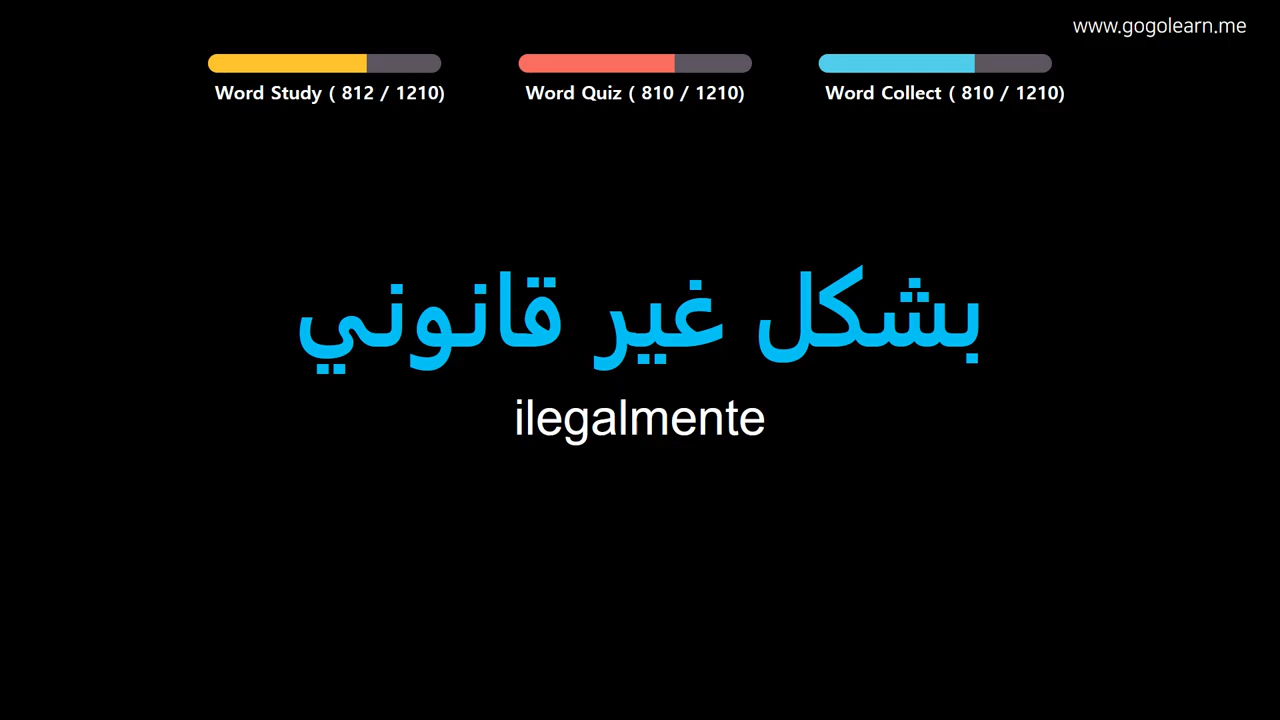 www.gogolearn.me
Word Study ( 812 / 1210)
Word Quiz ( 810 / 1210)
Word Collect ( 810 / 1210)
بشكل غير قانوني
ilegalmente